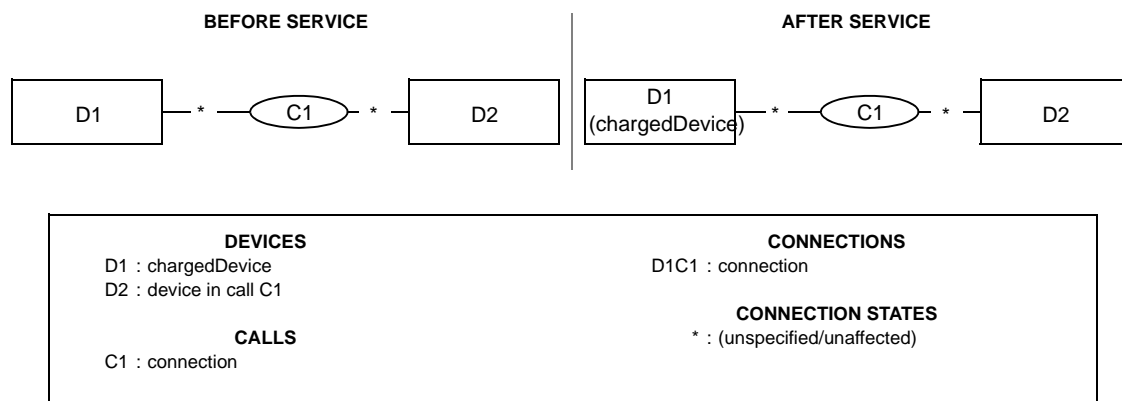 BEFORE SERVICE
AFTER SERVICE
D1 * C1 * D2
D1
(chargedDevice)
* C1 * D2
DEVICES
D1 : chargedDevice
D2 : device in call C1
CALLS
C1 : connection
CONNECTIONS
D1C1 : connection
CONNECTION STATES
* : (unspecified/unaffected)